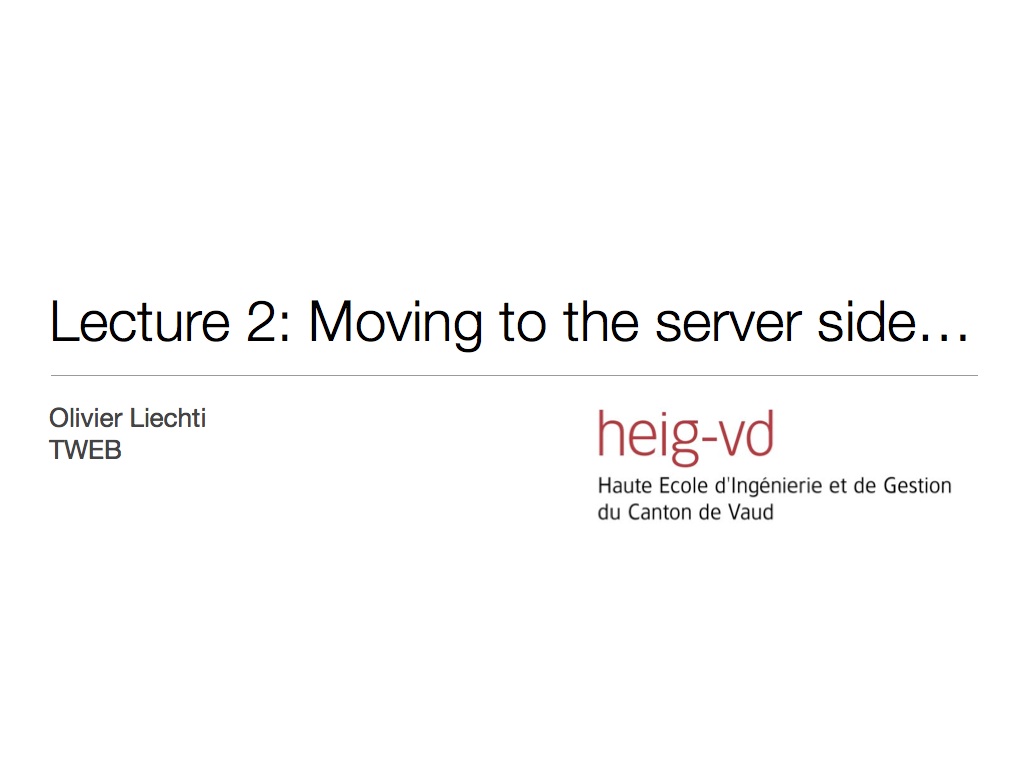 Lecture 2: Moving to the server side…
Olivier Liechti
TWEB
heig-vd
Haute Ecole d'Ingénierie et de Gestion
du Canton de Vaud